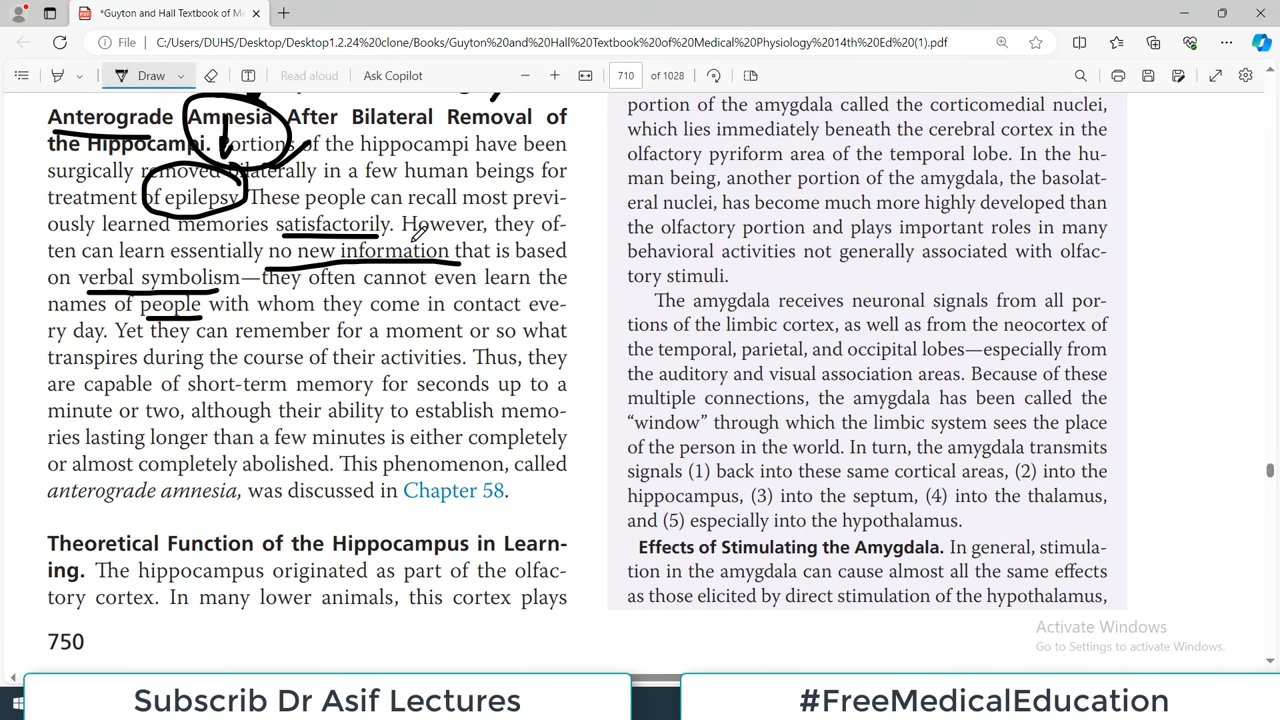 *Guyton and Hall Textbook of Me
File
C:/Users/DUHS/Desktop/Desktop1.2.24%20clone/Books/Guyton%20and%20Hall%20Textbook%20of%20Medical%20Physiology%2014th%20Ed%20(1).pdf
Draw
Read aloud
Ask Copilot
710 of 1028
Anterograde Amnesia After Bilateral Removal of
the Hippocampi. Portions of the hippocampi have been
surgically removed bilaterally in a few human beings for
treatment of epilepsy. These people can recall most previ-
ously learned memories satisfactorily. However, they of-
ten can learn essentially no new information that is based
on verbal symbolism—they often cannot even learn the
names of people with whom they come in contact eve-
ry day. Yet they can remember for a moment or so what
transpires during the course of their activities. Thus, they
are capable of short-term memory for seconds up to a
minute or two, although their ability to establish memo-
ries lasting longer than a few minutes is either completely
or almost completely abolished. This phenomenon, called
anterograde amnesia, was discussed in Chapter 58.
Theoretical Function of the Hippocampus in Learn-
ing. The hippocampus originated as part of the olfac-
tory cortex. In many lower animals, this cortex plays
750
portion of the amygdala called the corticomedial nuclei,
which lies immediately beneath the cerebral cortex in the
olfactory pyriform area of the temporal lobe. In the hu-
man being, another portion of the amygdala, the basolat-
eral nuclei, has become much more highly developed than
the olfactory portion and plays important roles in many
behavioral activities not generally associated with olfac-
tory stimuli.
The amygdala receives neuronal signals from all por-
tions of the limbic cortex, as well as from the neocortex of
the temporal, parietal, and occipital lobes—especially from
the auditory and visual association areas. Because of these
multiple connections, the amygdala has been called the
“window” through which the limbic system sees the place
of the person in the world. In turn, the amygdala transmits
signals (1) back into these same cortical areas, (2) into the
hippocampus, (3) into the septum, (4) into the thalamus,
and (5) especially into the hypothalamus.
Effects of Stimulating the Amygdala. In general, stimula-
tion in the amygdala can cause almost all the same effects
as those elicited by direct stimulation of the hypothalamus,
Activate Windows
Go to Settings to activate Windows.
Subscrib Dr Asif Lectures
#FreeMedicalEducation